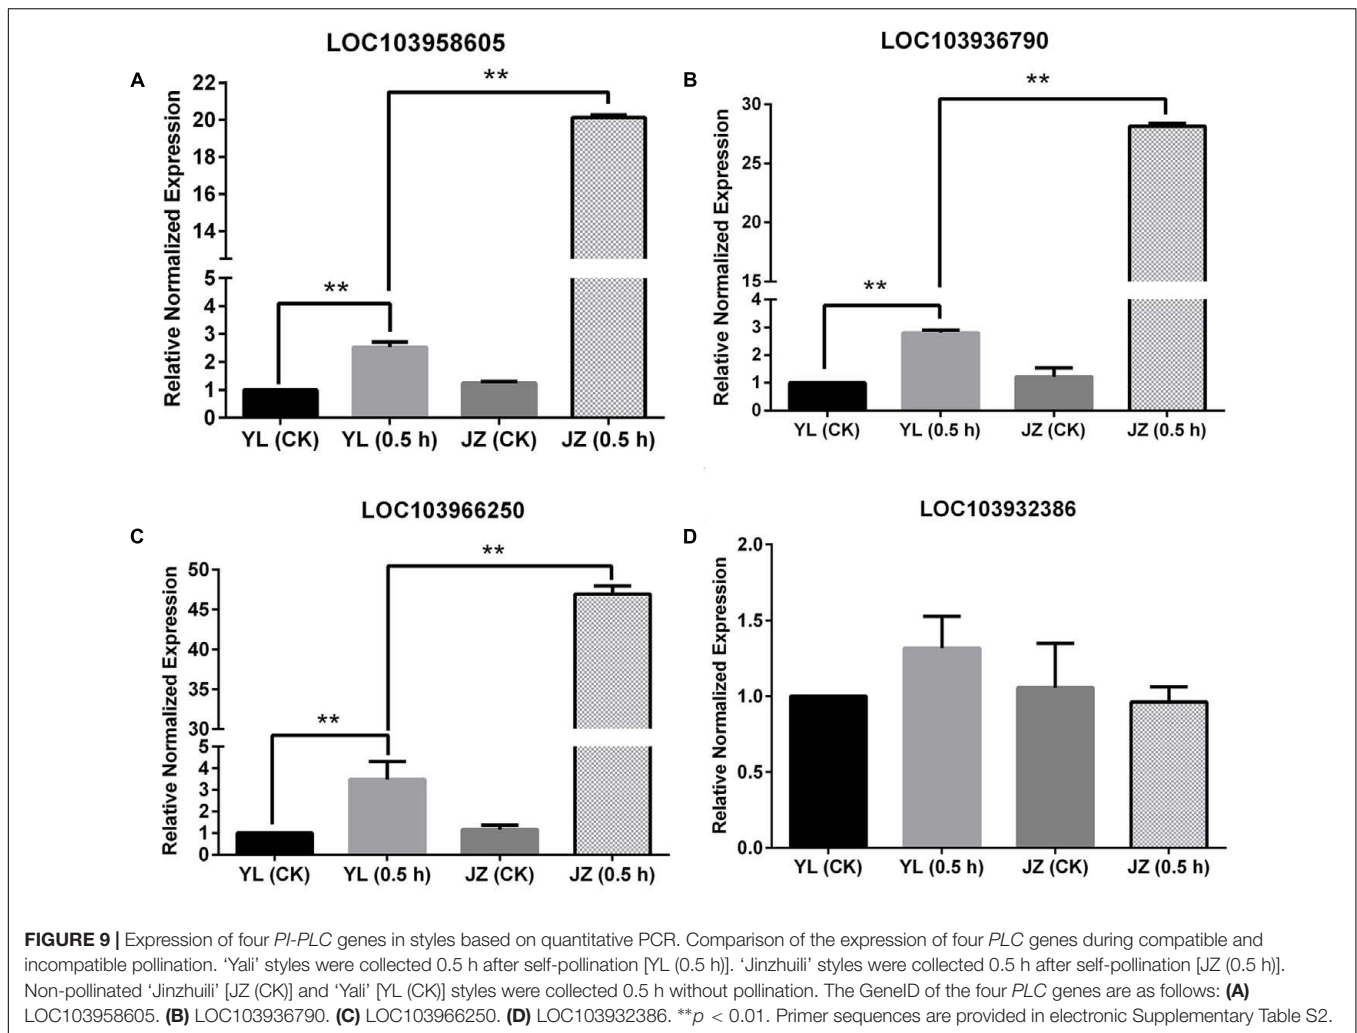 LOC103958605
A
Relative Normalized Expression
22
20
18
16
14
5
4
3
2
1
0
**
**
YL (CK) YL (0.5 h) JZ (CK) JZ (0.5 h)
LOC103936790
B
Relative Normalized Expression
30
25
20
15
4
3
2
1
0
**
**
YL (CK) YL (0.5 h) JZ (CK) JZ (0.5 h)
LOC103966250
C
Relative Normalized Expression
50
45
40
35
30
5
4
3
2
1
0
**
**
YL (CK) YL (0.5 h) JZ (CK) JZ (0.5 h)
LOC103932386
D
Relative Normalized Expression
2.0
1.5
1.0
0.5
0.0
YL (CK) YL (0.5 h) JZ (CK) JZ (0.5 h)
FIGURE 9 | Expression of four PI-PLC genes in styles based on quantitative PCR. Comparison of the expression of four PLC genes during compatible and
incompatible pollination. ‘Yali’ styles were collected 0.5 h after self-pollination [YL (0.5 h)]. ‘Jinzhuili’ styles were collected 0.5 h after self-pollination [JZ (0.5 h)].
Non-pollinated ‘Jinzhuili’ [JZ (CK)] and ‘Yali’ [YL (CK)] styles were collected 0.5 h without pollination. The GeneID of the four PLC genes are as follows: (A)
LOC103958605. (B) LOC103936790. (C) LOC103966250. (D) LOC103932386. **p < 0.01. Primer sequences are provided in electronic Supplementary Table S2.